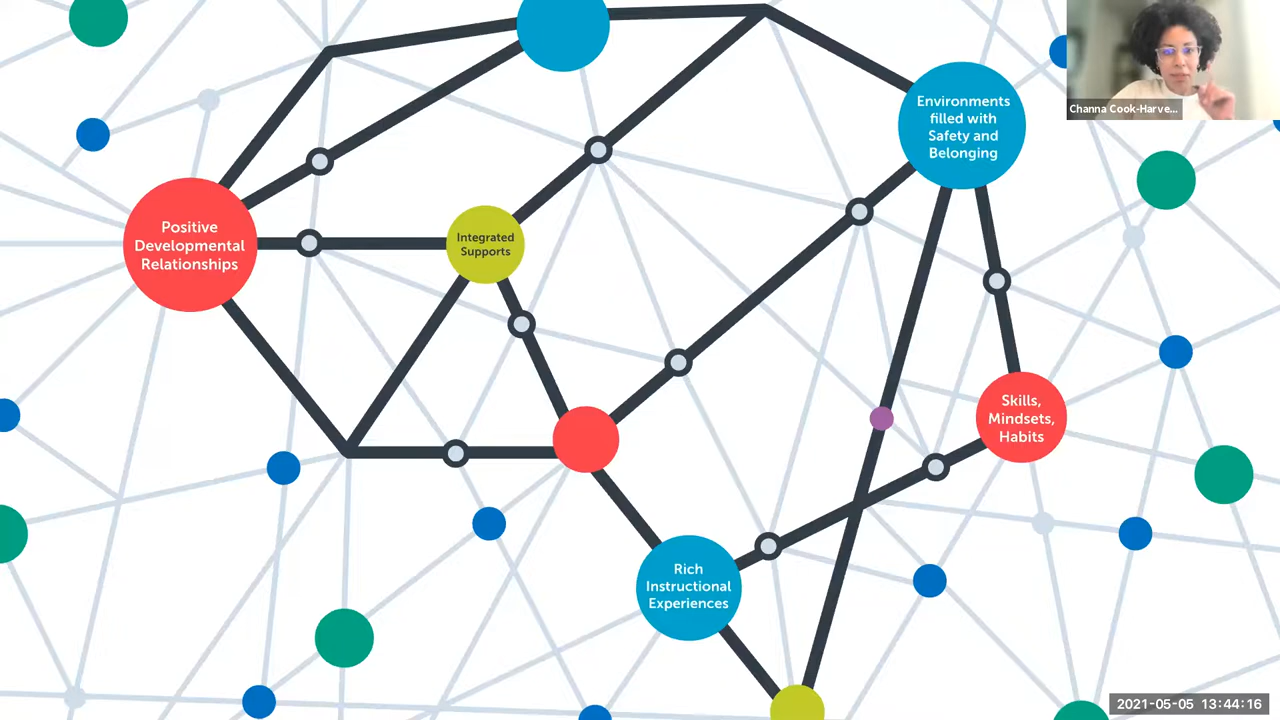 Environments
filled with
Safety and
Belonging
Channa Cook-Harve...
Positive
Developmental
Relationships
Integrated
Supports
Skills,
Mindsets,
Habits
Rich
Instructional
Experiences
2021-05-05 13:44:16